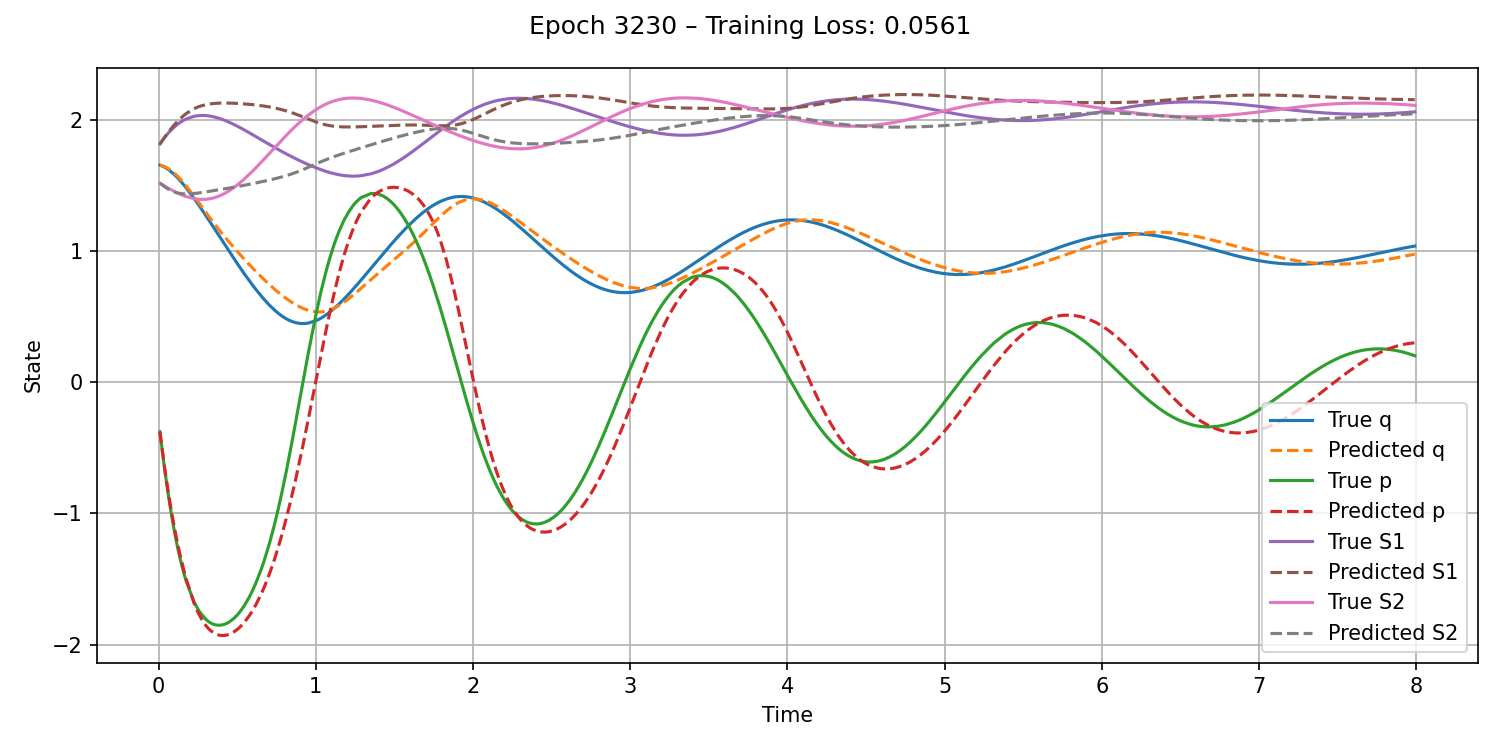 Epoch 3230 – Training Loss: 0.0561
State
2
1
0
−1
−2
0 1 2 3 4 5 6 7 8
Time
True q
Predicted q
True p
Predicted p
True S1
Predicted S1
True S2
Predicted S2